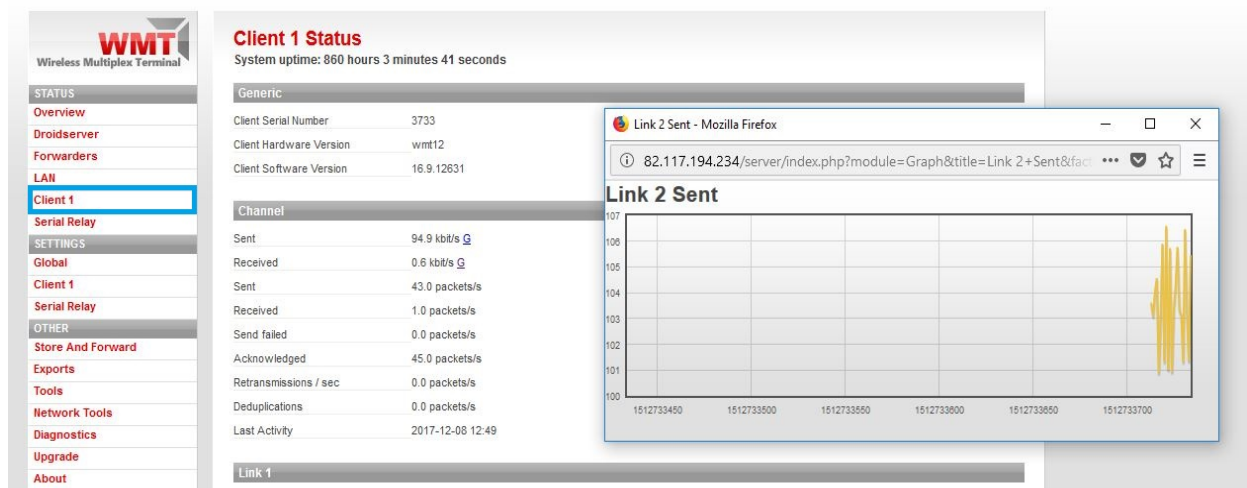 WMT
Wireless Multiplex Terminal
STATUS
Overview
Droidserver
Forwarders
LAN
Client 1
Serial Relay
SETTINGS
Global
Client 1
Serial Relay
OTHER
Store And Forward
Exports
Tools
Network Tools
Diagnostics
Upgrade
About
Client 1 Status
System uptime: 860 hours 3 minutes 41 seconds
Generic
Client Serial Number 3733
Client Hardware Version wmt12
Client Software Version 16.9.12631
Channel
Sent 94.9 kbit/s G
Received 0.6 kbit/s G
Sent 43.0 packets/s
Received 1.0 packets/s
Send failed 0.0 packets/s
Acknowledged 45.0 packets/s
Retransmissions / sec 0.0 packets/s
Deduplications 0.0 packets/s
Last Activity 2017-12-08 12:49
Link 1
Link 2 Sent - Mozilla Firefox
82.117.194.234/server/index.php?module=Graph&title=Link 2+Sent&fact
Link 2 Sent
107
106
105
104
103
102
101
100
1512733450 1512733500 1512733550 1512733600 1512733650 1512733700